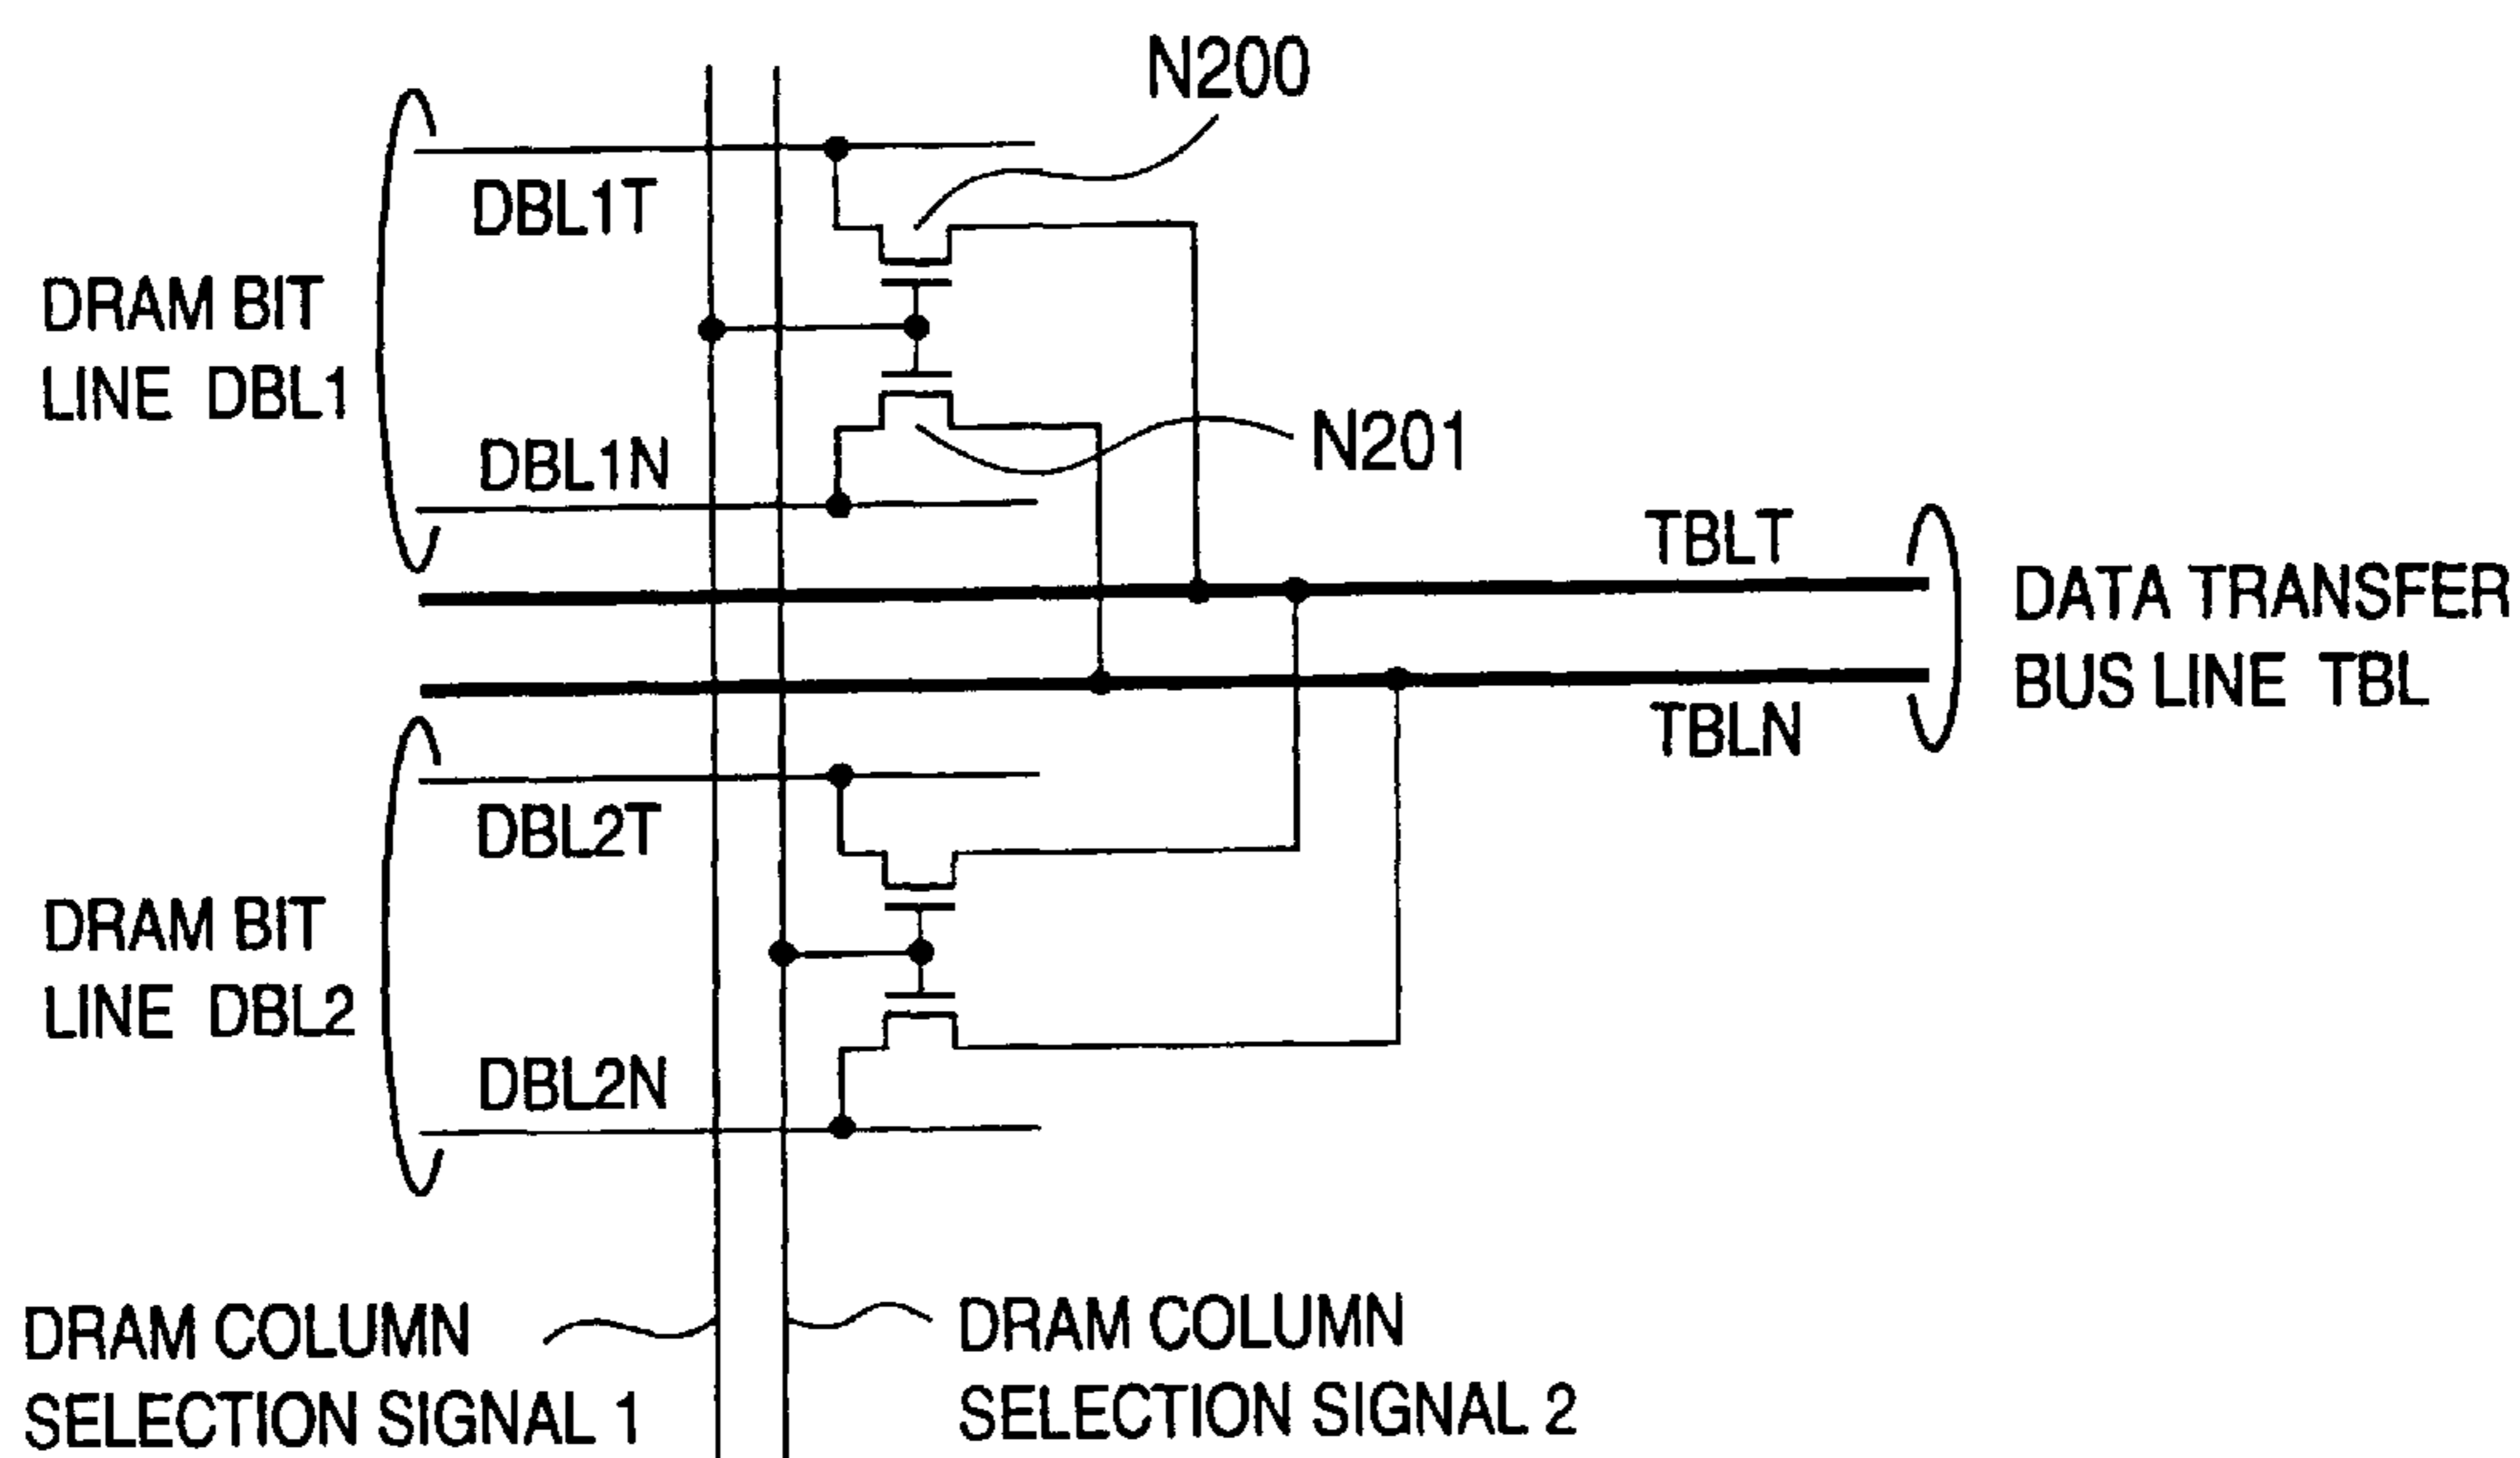 N200
DBL1T
DRAM BIT
LINE DBL1
DBL1N
N201
TBLT
DATA TRANSFER
BUS LINE TBL
TBLN
DBL2T
DRAM BIT
LINE DBL2
DBL2N
DRAM COLUMN
SELECTION SIGNAL 1
DRAM COLUMN
SELECTION SIGNAL 2